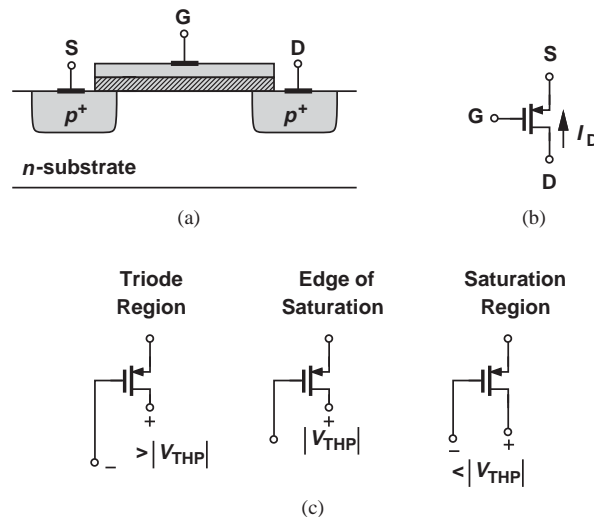 G
S
D
p+
p+
n-substrate
(a)
S
G
I_D
D
(b)
Triode
Region
Edge of
Saturation
Saturation
Region
+
− >|V_THP|
+
|V_THP|
− +
<|V_THP|
(c)